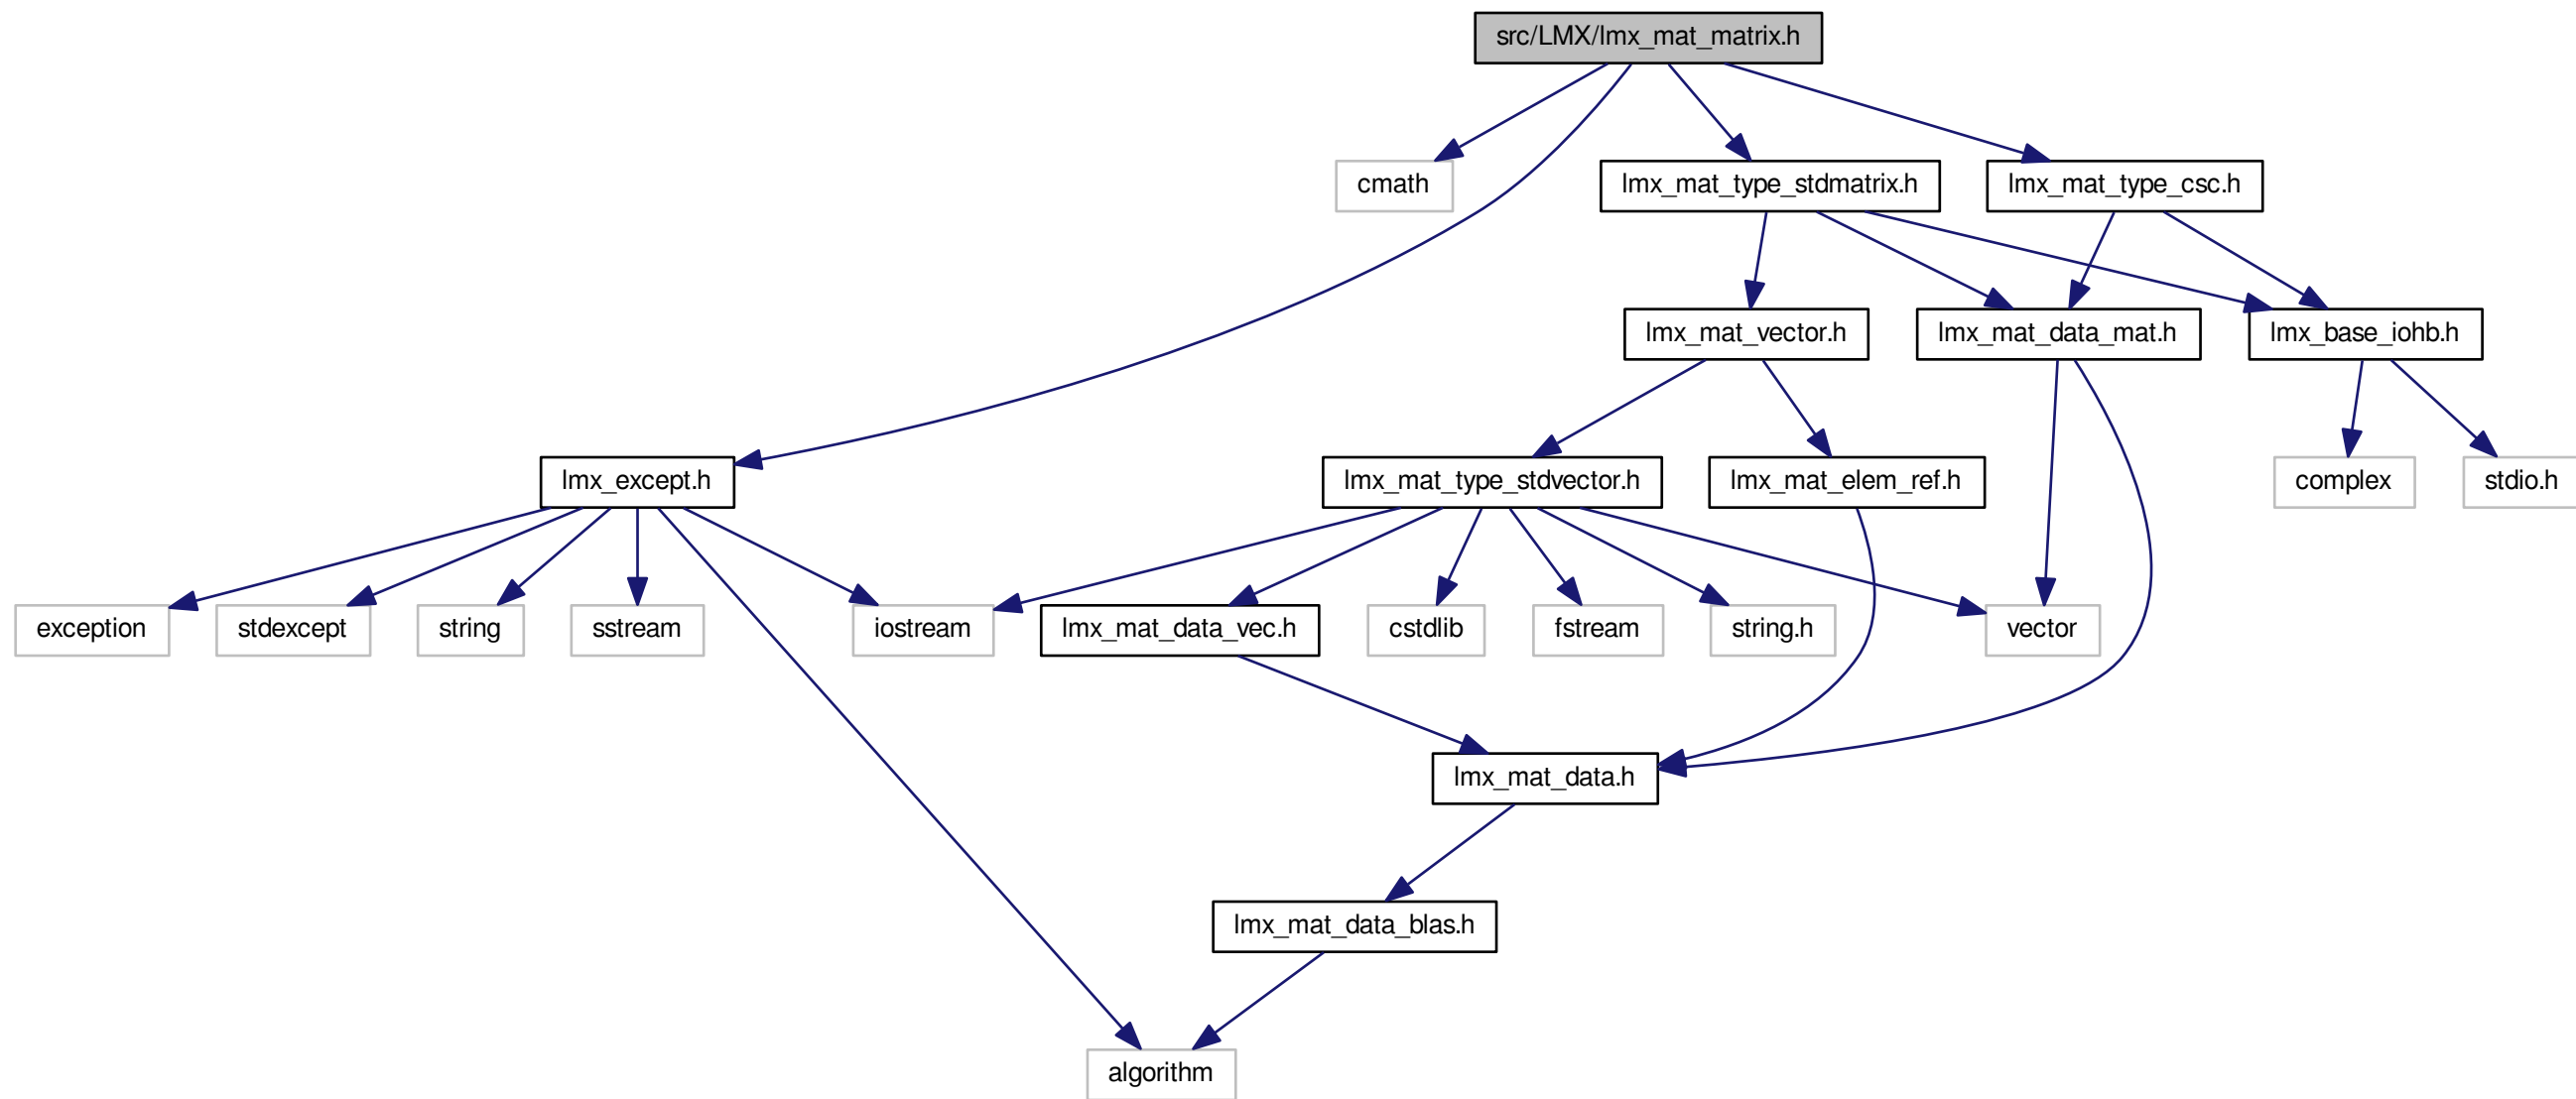 src/LMX/lmx_mat_matrix.h
cmath
lmx_mat_type_stdmatrix.h
lmx_mat_type_csc.h
lmx_mat_vector.h
lmx_mat_data_mat.h
lmx_base_iohb.h
lmx_except.h
lmx_mat_type_stdvector.h
lmx_mat_elem_ref.h
complex
stdio.h
exception
stdexcept
string
sstream
iostream
lmx_mat_data_vec.h
cstdlib
fstream
string.h
vector
lmx_mat_data.h
lmx_mat_data_blas.h
algorithm